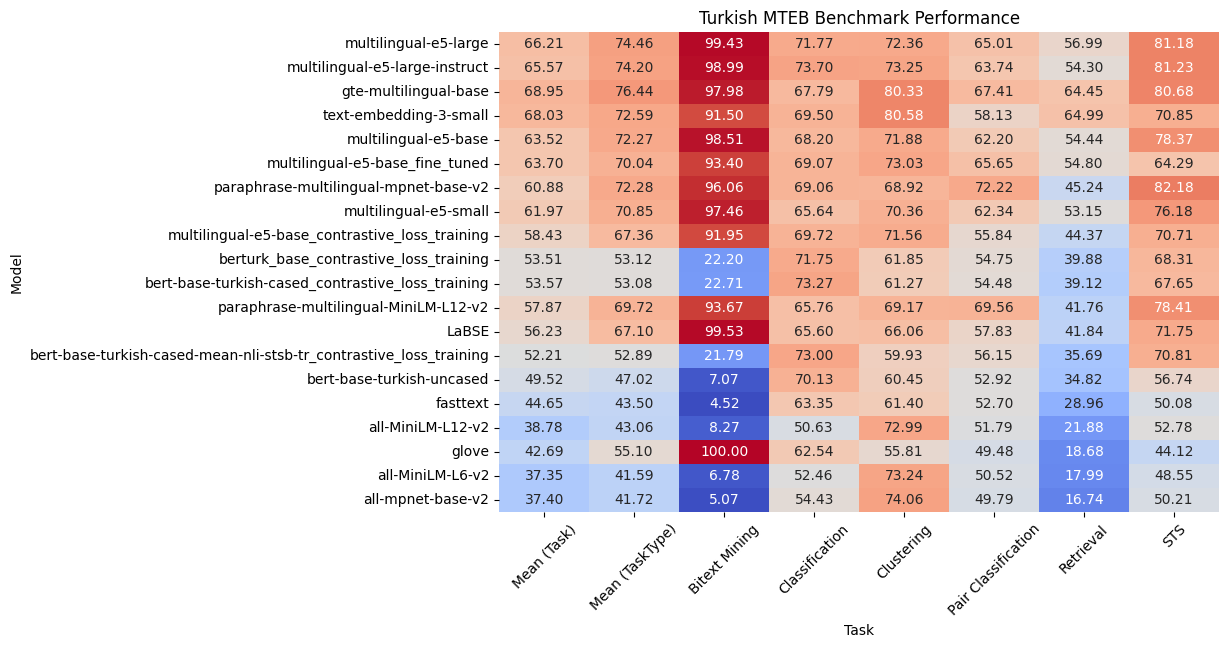 Turkish MTEB Benchmark Performance
multilingual-e5-large 66.21 74.46 99.43 71.77 72.36 65.01 56.99 81.18
multilingual-e5-large-instruct 65.57 74.20 98.99 73.70 73.25 63.74 54.30 81.23
gte-multilingual-base 68.95 76.44 97.98 67.79 80.33 67.41 64.45 80.68
text-embedding-3-small 68.03 72.59 91.50 69.50 80.58 58.13 64.99 70.85
multilingual-e5-base 63.52 72.27 98.51 68.20 71.88 62.20 54.44 78.37
multilingual-e5-base_fine_tuned 63.70 70.04 93.40 69.07 73.03 65.65 54.80 64.29
paraphrase-multilingual-mpnet-base-v2 60.88 72.28 96.06 69.06 68.92 72.22 45.24 82.18
multilingual-e5-small 61.97 70.85 97.46 65.64 70.36 62.34 53.15 76.18
multilingual-e5-base_contrastive_loss_training 58.43 67.36 91.95 69.72 71.56 55.84 44.37 70.71
berturk_base_contrastive_loss_training 53.51 53.12 22.20 71.75 61.85 54.75 39.88 68.31
bert-base-turkish-cased_contrastive_loss_training 53.57 53.08 22.71 73.27 61.27 54.48 39.12 67.65
paraphrase-multilingual-MiniLM-L12-v2 57.87 69.72 93.67 65.76 69.17 69.56 41.76 78.41
LaBSE 56.23 67.10 99.53 65.60 66.06 57.83 41.84 71.75
bert-base-turkish-cased-mean-nli-stsb-tr_contrastive_loss_training 52.21 52.89 21.79 73.00 59.93 56.15 35.69 70.81
bert-base-turkish-uncased 49.52 47.02 7.07 70.13 60.45 52.92 34.82 56.74
fasttext 44.65 43.50 4.52 63.35 61.40 52.70 28.96 50.08
all-MiniLM-L12-v2 38.78 43.06 8.27 50.63 72.99 51.79 21.88 52.78
glove 42.69 55.10 100.00 62.54 55.81 49.48 18.68 44.12
all-MiniLM-L6-v2 37.35 41.59 6.78 52.46 73.24 50.52 17.99 48.55
all-mpnet-base-v2 37.40 41.72 5.07 54.43 74.06 49.79 16.74 50.21
Model
Mean (Task) Mean (TaskType) Bitext Mining Classification Clustering Pair Classification Retrieval STS
Task